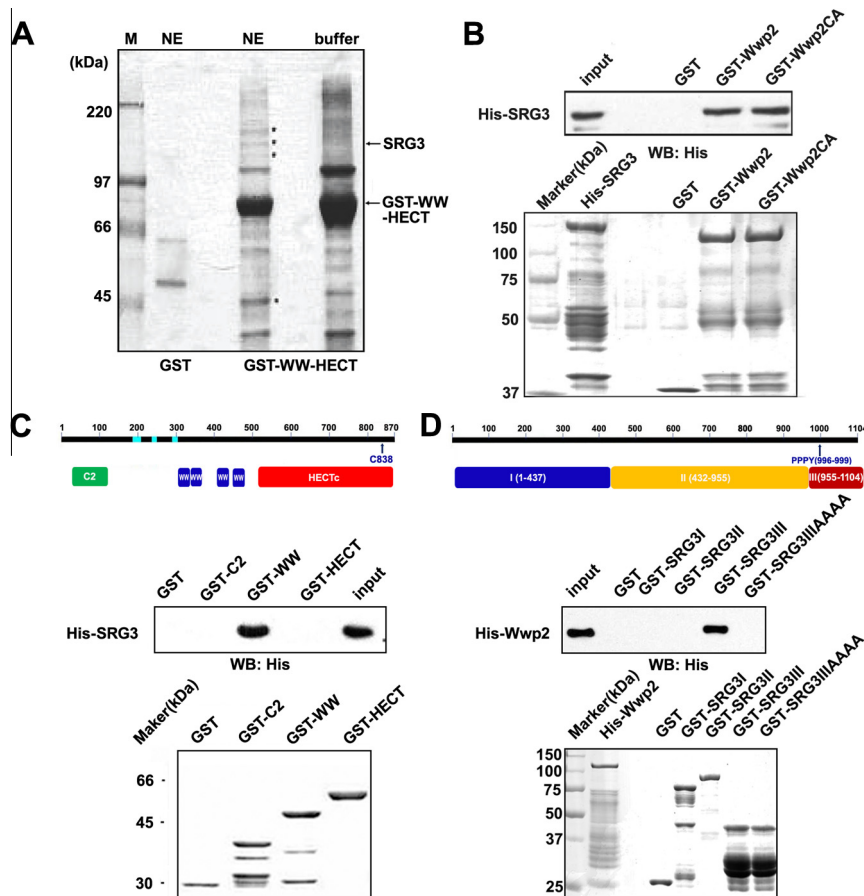 A
M NE NE buffer
(kDa)
220
97
66
45
SRG3
GST-WW
-HECT
GST GST-WW-HECT
B
input GST GST-Wwp2 GST-Wwp2CA
His-SRG3
WB: His
Marker(kDa) His-SRG3 GST GST-Wwp2 GST-Wwp2CA
150
100
75
50
37
C
1 100 200 300 400 500 600 700 800 870
C838
C2 WW WW WW WW HECTc
GST GST-C2 GST-WW GST-HECT input
His-SRG3
WB: His
Maker(kDa) GST GST-C2 GST-WW GST-HECT
66 -
45 -
30 -
D
1 100 200 300 400 500 600 700 800 900 1000 1104
PPPY(996-999)
I (1-437) II (432-955) III(955-1104)
input GST GST-SRG3I GST-SRG3II GST-SRG3III GST-SRG3IIIAAAA
His-Wwp2
WB: His
Marker(kDa) His-Wwp2 GST GST-SRG3I GST-SRG3II GST-SRG3III GST-SRG3IIIAAAA
150
100
75
50
37
25